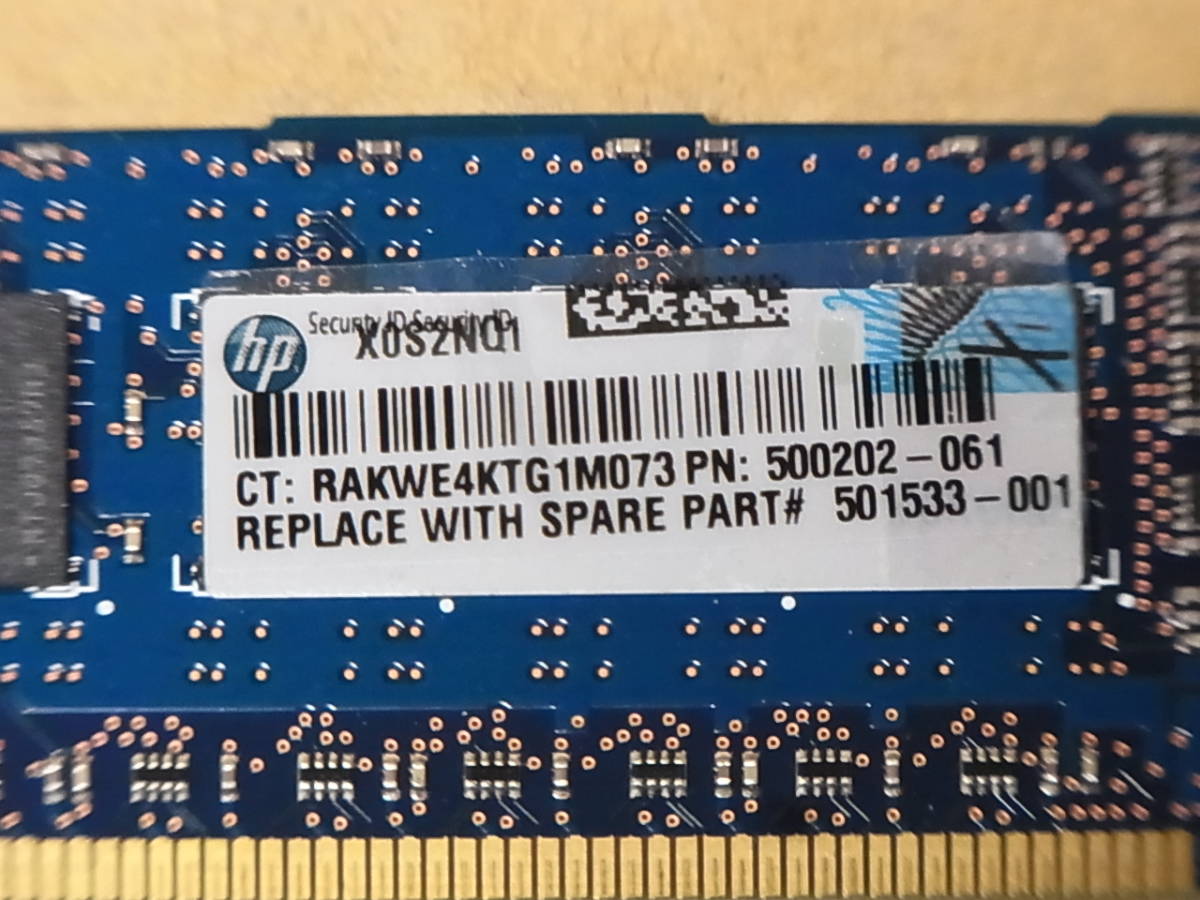 hp
Security ID Security ID
X0S2NQ1
CT: RAKWE4KTG1M073 PN: 500202-061
REPLACE WITH SPARE PART# 501533-001